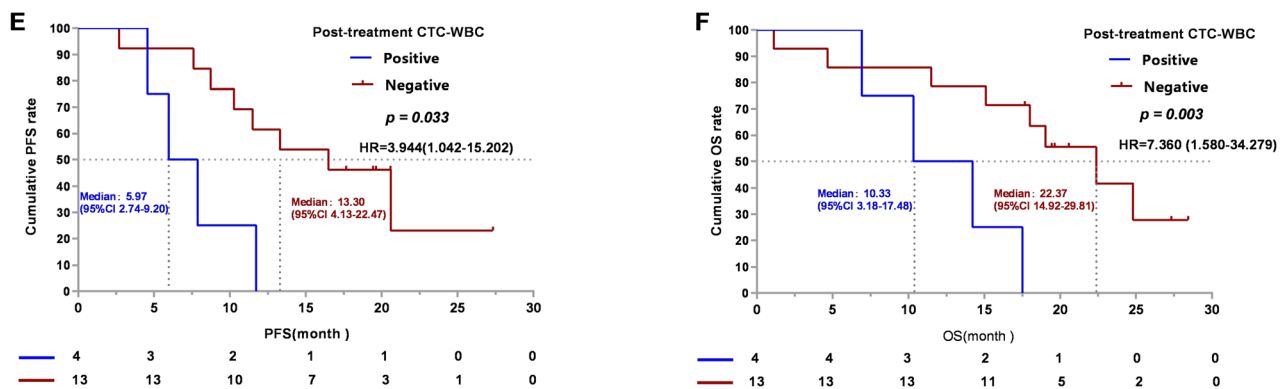 E
Cumulative PFS rate
100
90
80
70
60
50
40
30
20
10
0
Post-treatment CTC-WBC
Positive
Negative
p = 0.033
HR=3.944(1.042-15.202)
Median: 5.97
(95%CI 2.74-9.20)
Median: 13.30
(95%CI 4.13-22.47)
0 5 10 15 20 25 30
PFS(month )
4 3 2 1 1 0 0
13 13 10 7 3 1 0
F
Cumulative OS rate
100
90
80
70
60
50
40
30
20
10
0
Post-treatment CTC-WBC
Positive
Negative
p = 0.003
HR=7.360 (1.580-34.279)
Median: 10.33
(95%CI 3.18-17.48)
Median: 22.37
(95%CI 14.92-29.81)
0 5 10 15 20 25 30
OS(month )
4 4 3 2 1 0 0
13 13 13 11 5 2 0